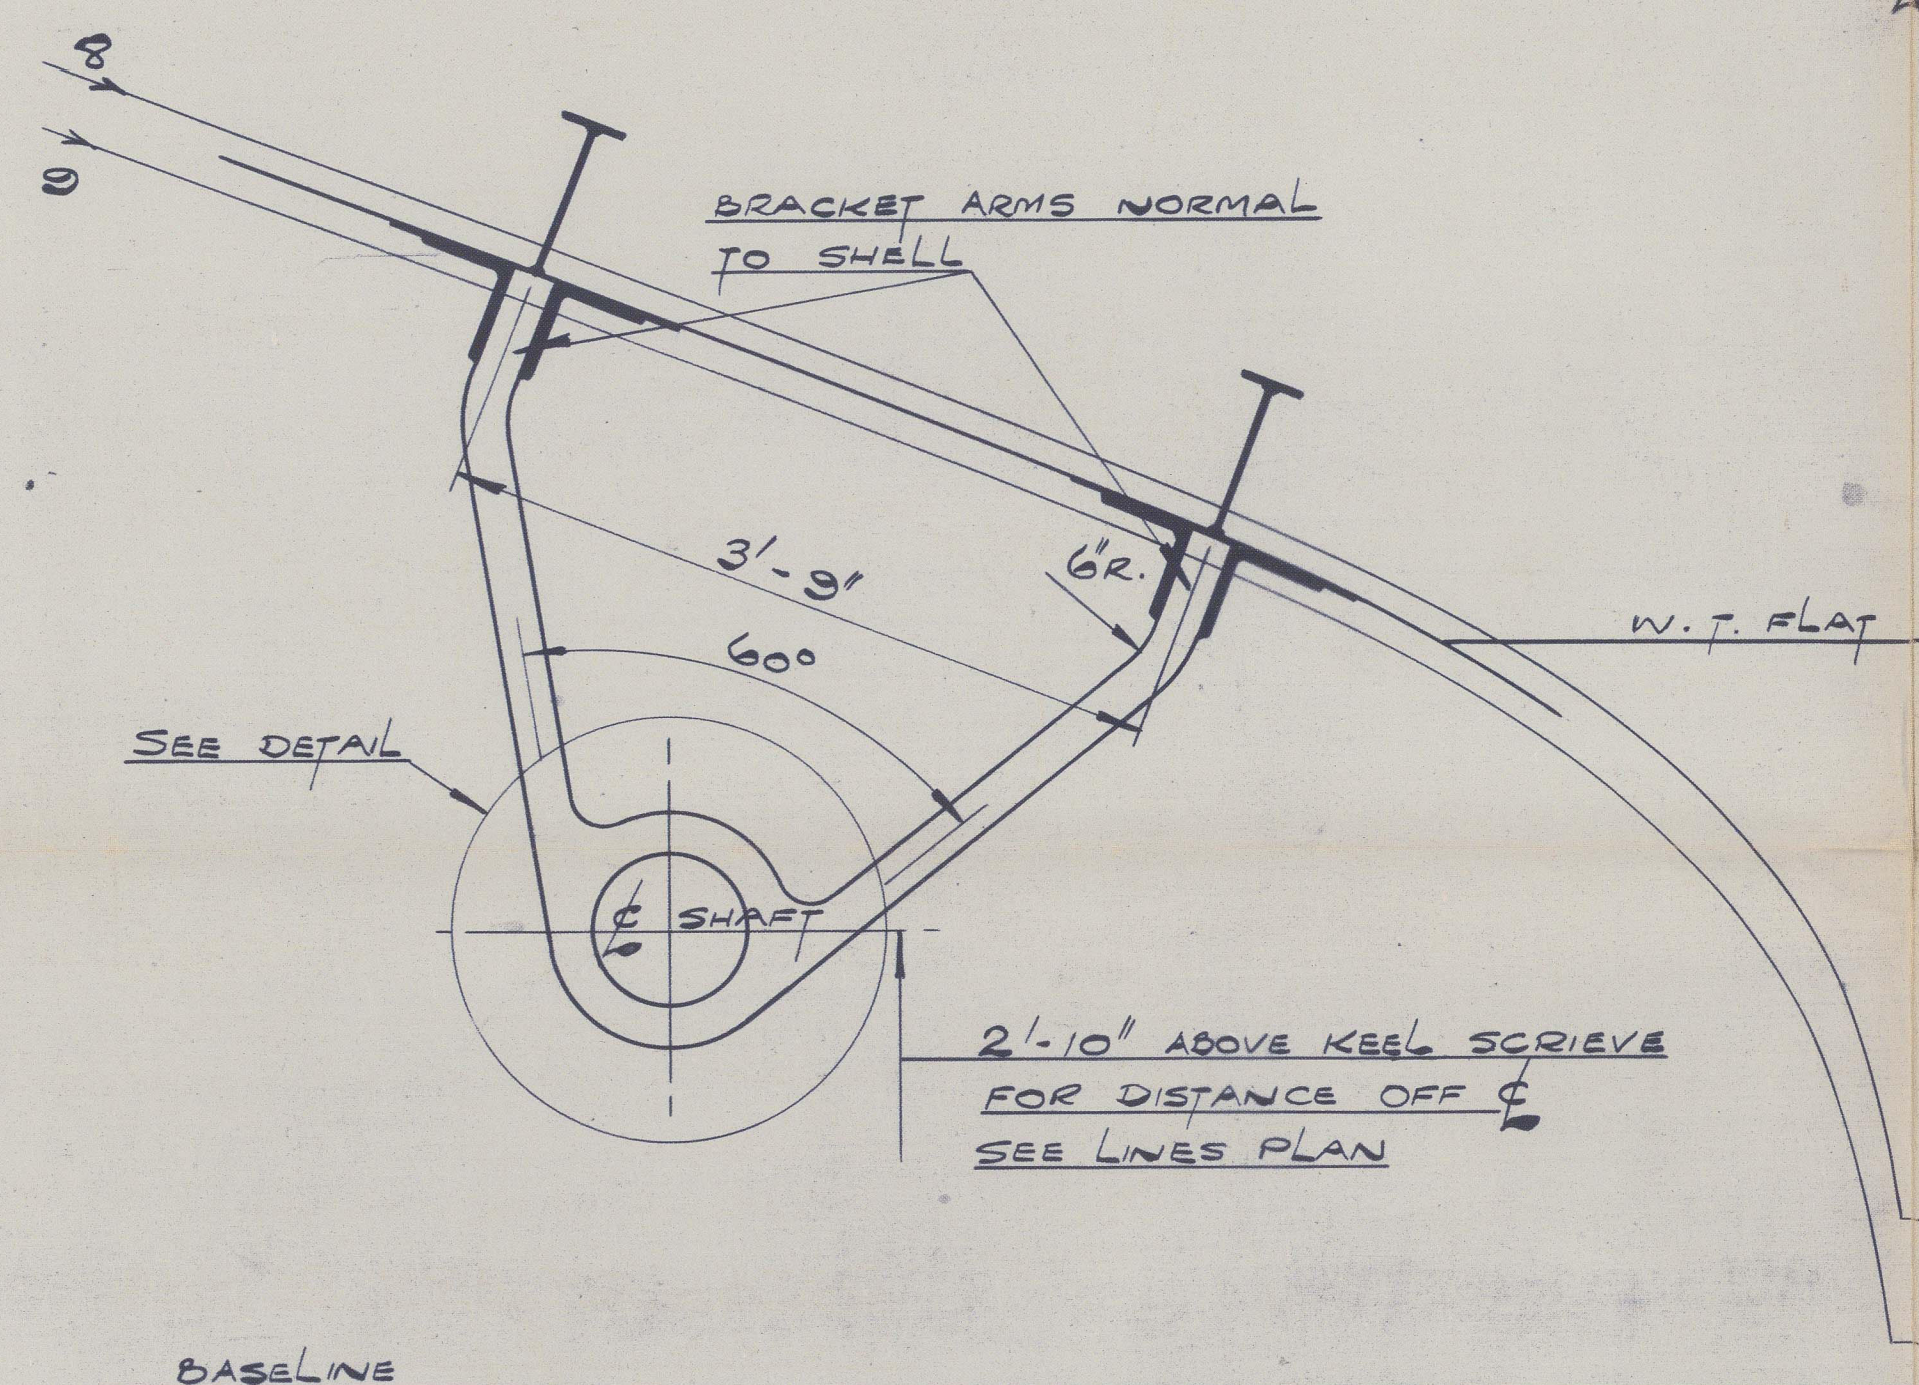 8
9
BRACKET ARMS NORMAL
TO SHELL
3'-9"
6"R.
60°
W. T. FLAT
SEE DETAIL
℄ SHAFT
2'-10" ABOVE KEEL SCRIEVE
FOR DISTANCE OFF ℄
SEE LINES PLAN
BASELINE